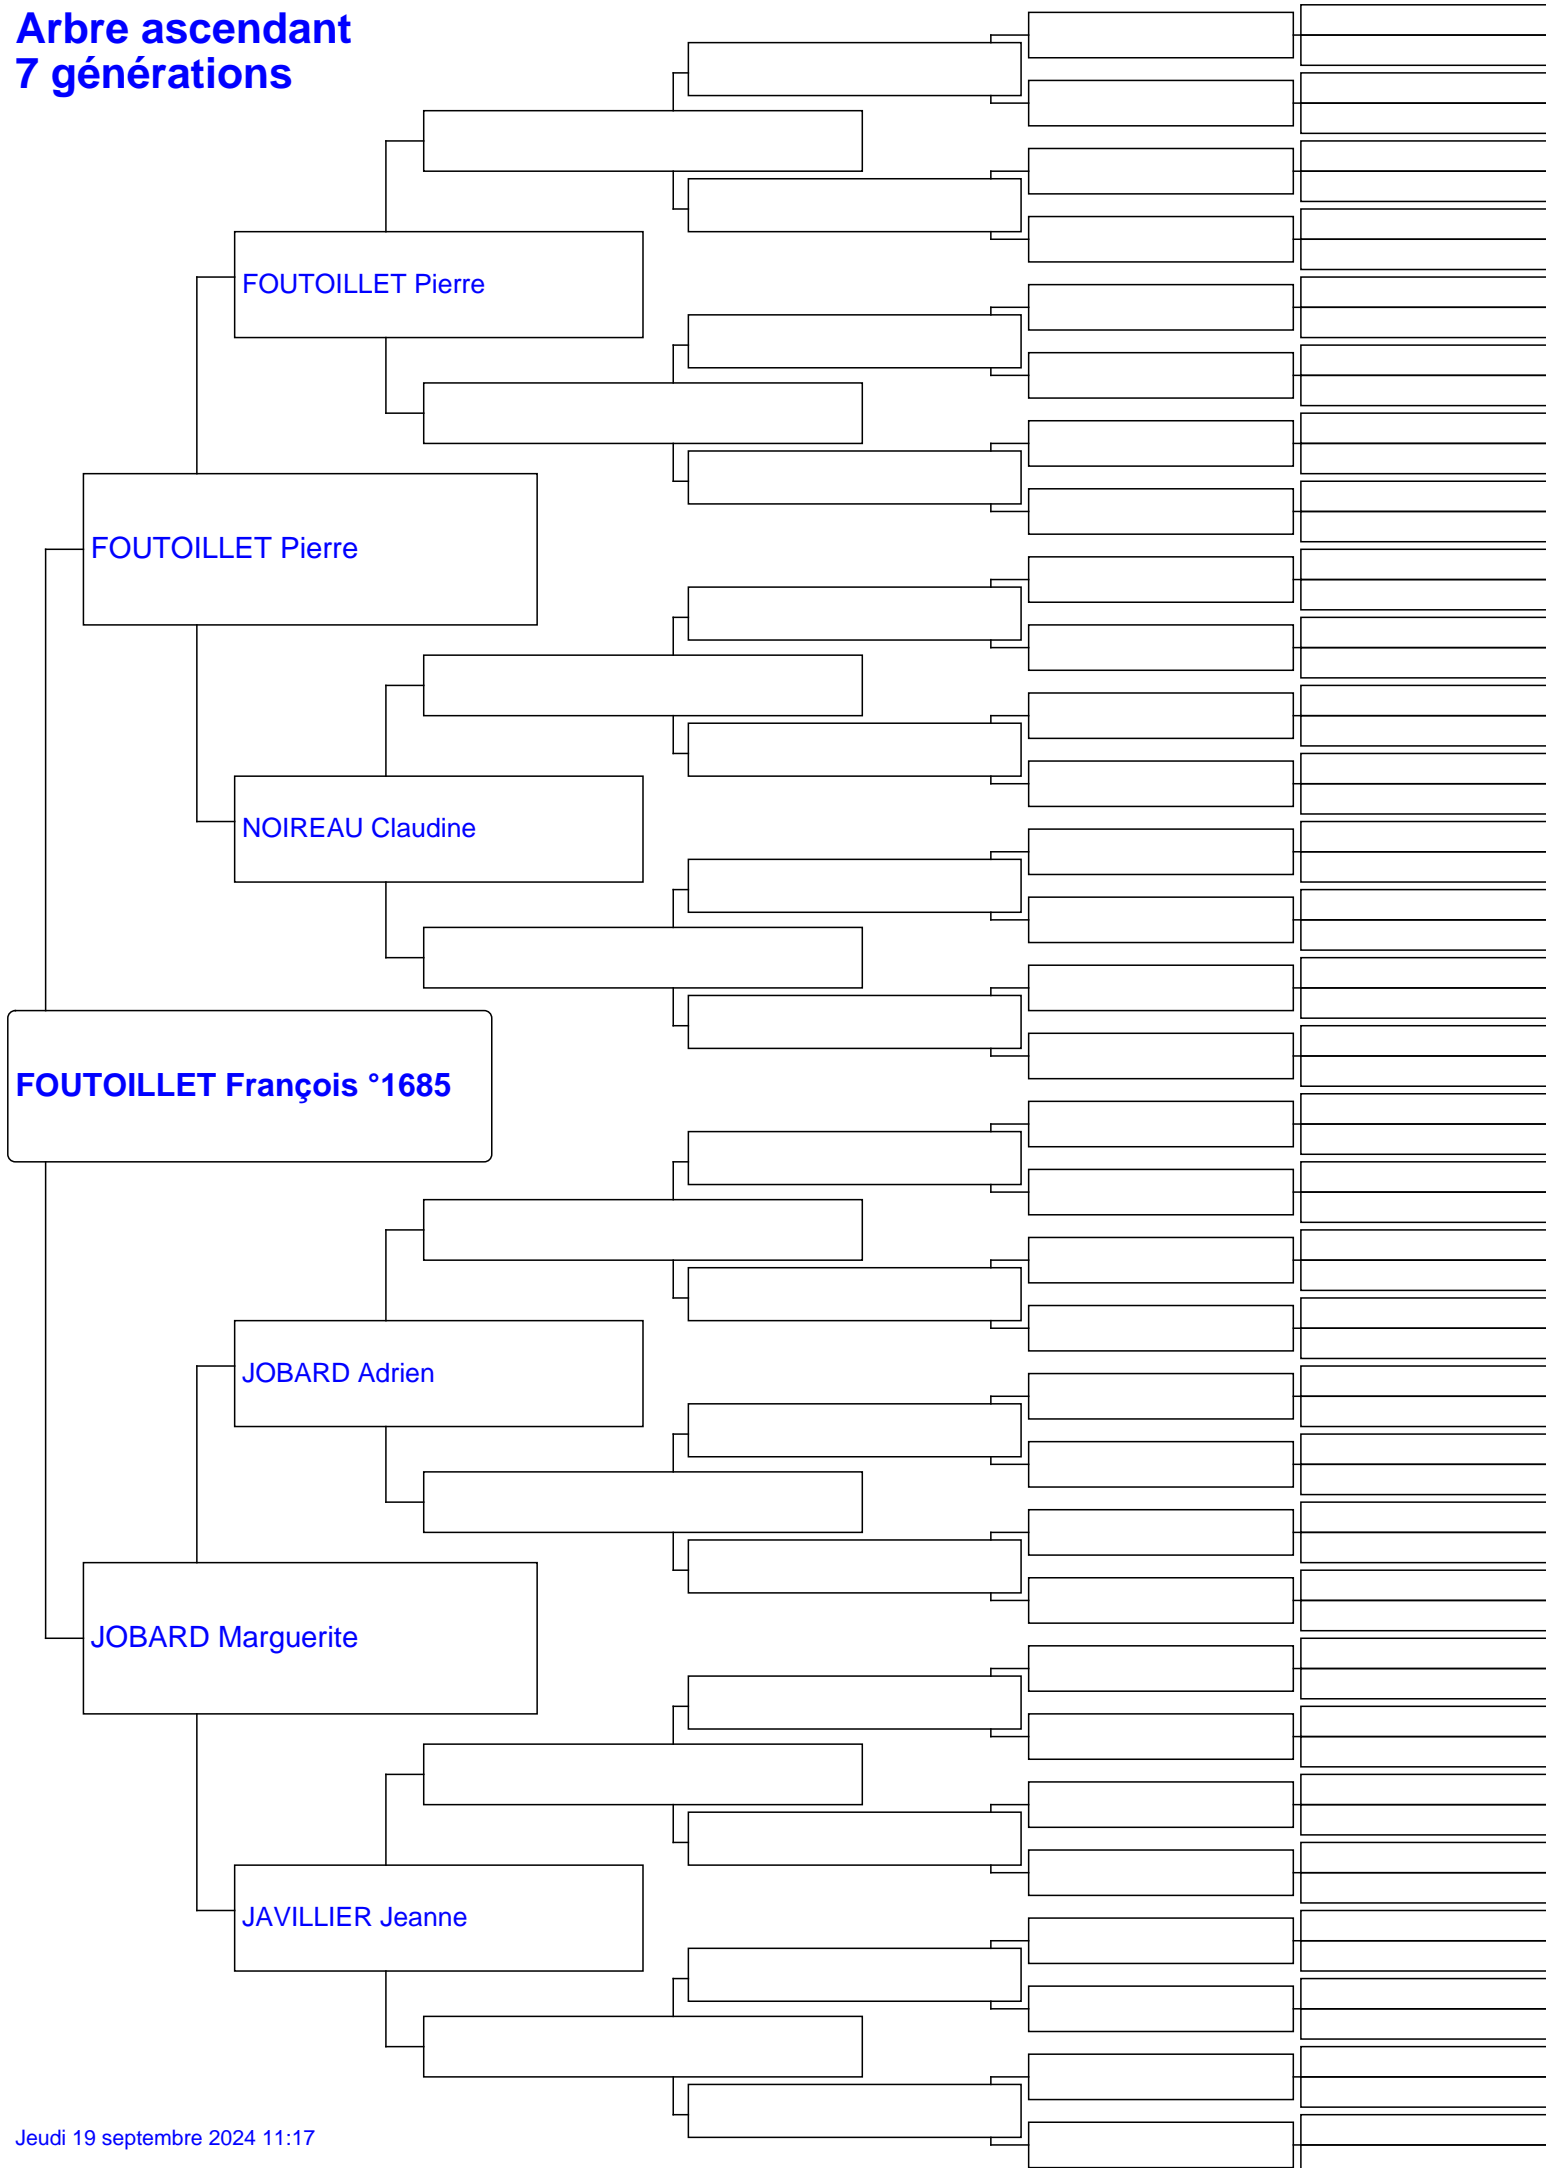 Arbre ascendant
7 générations
FOUTOILLET Pierre
FOUTOILLET Pierre
NOIREAU Claudine
FOUTOILLET François °1685
JOBARD Adrien
JOBARD Marguerite
JAVILLIER Jeanne
Jeudi 19 septembre 2024 11:17